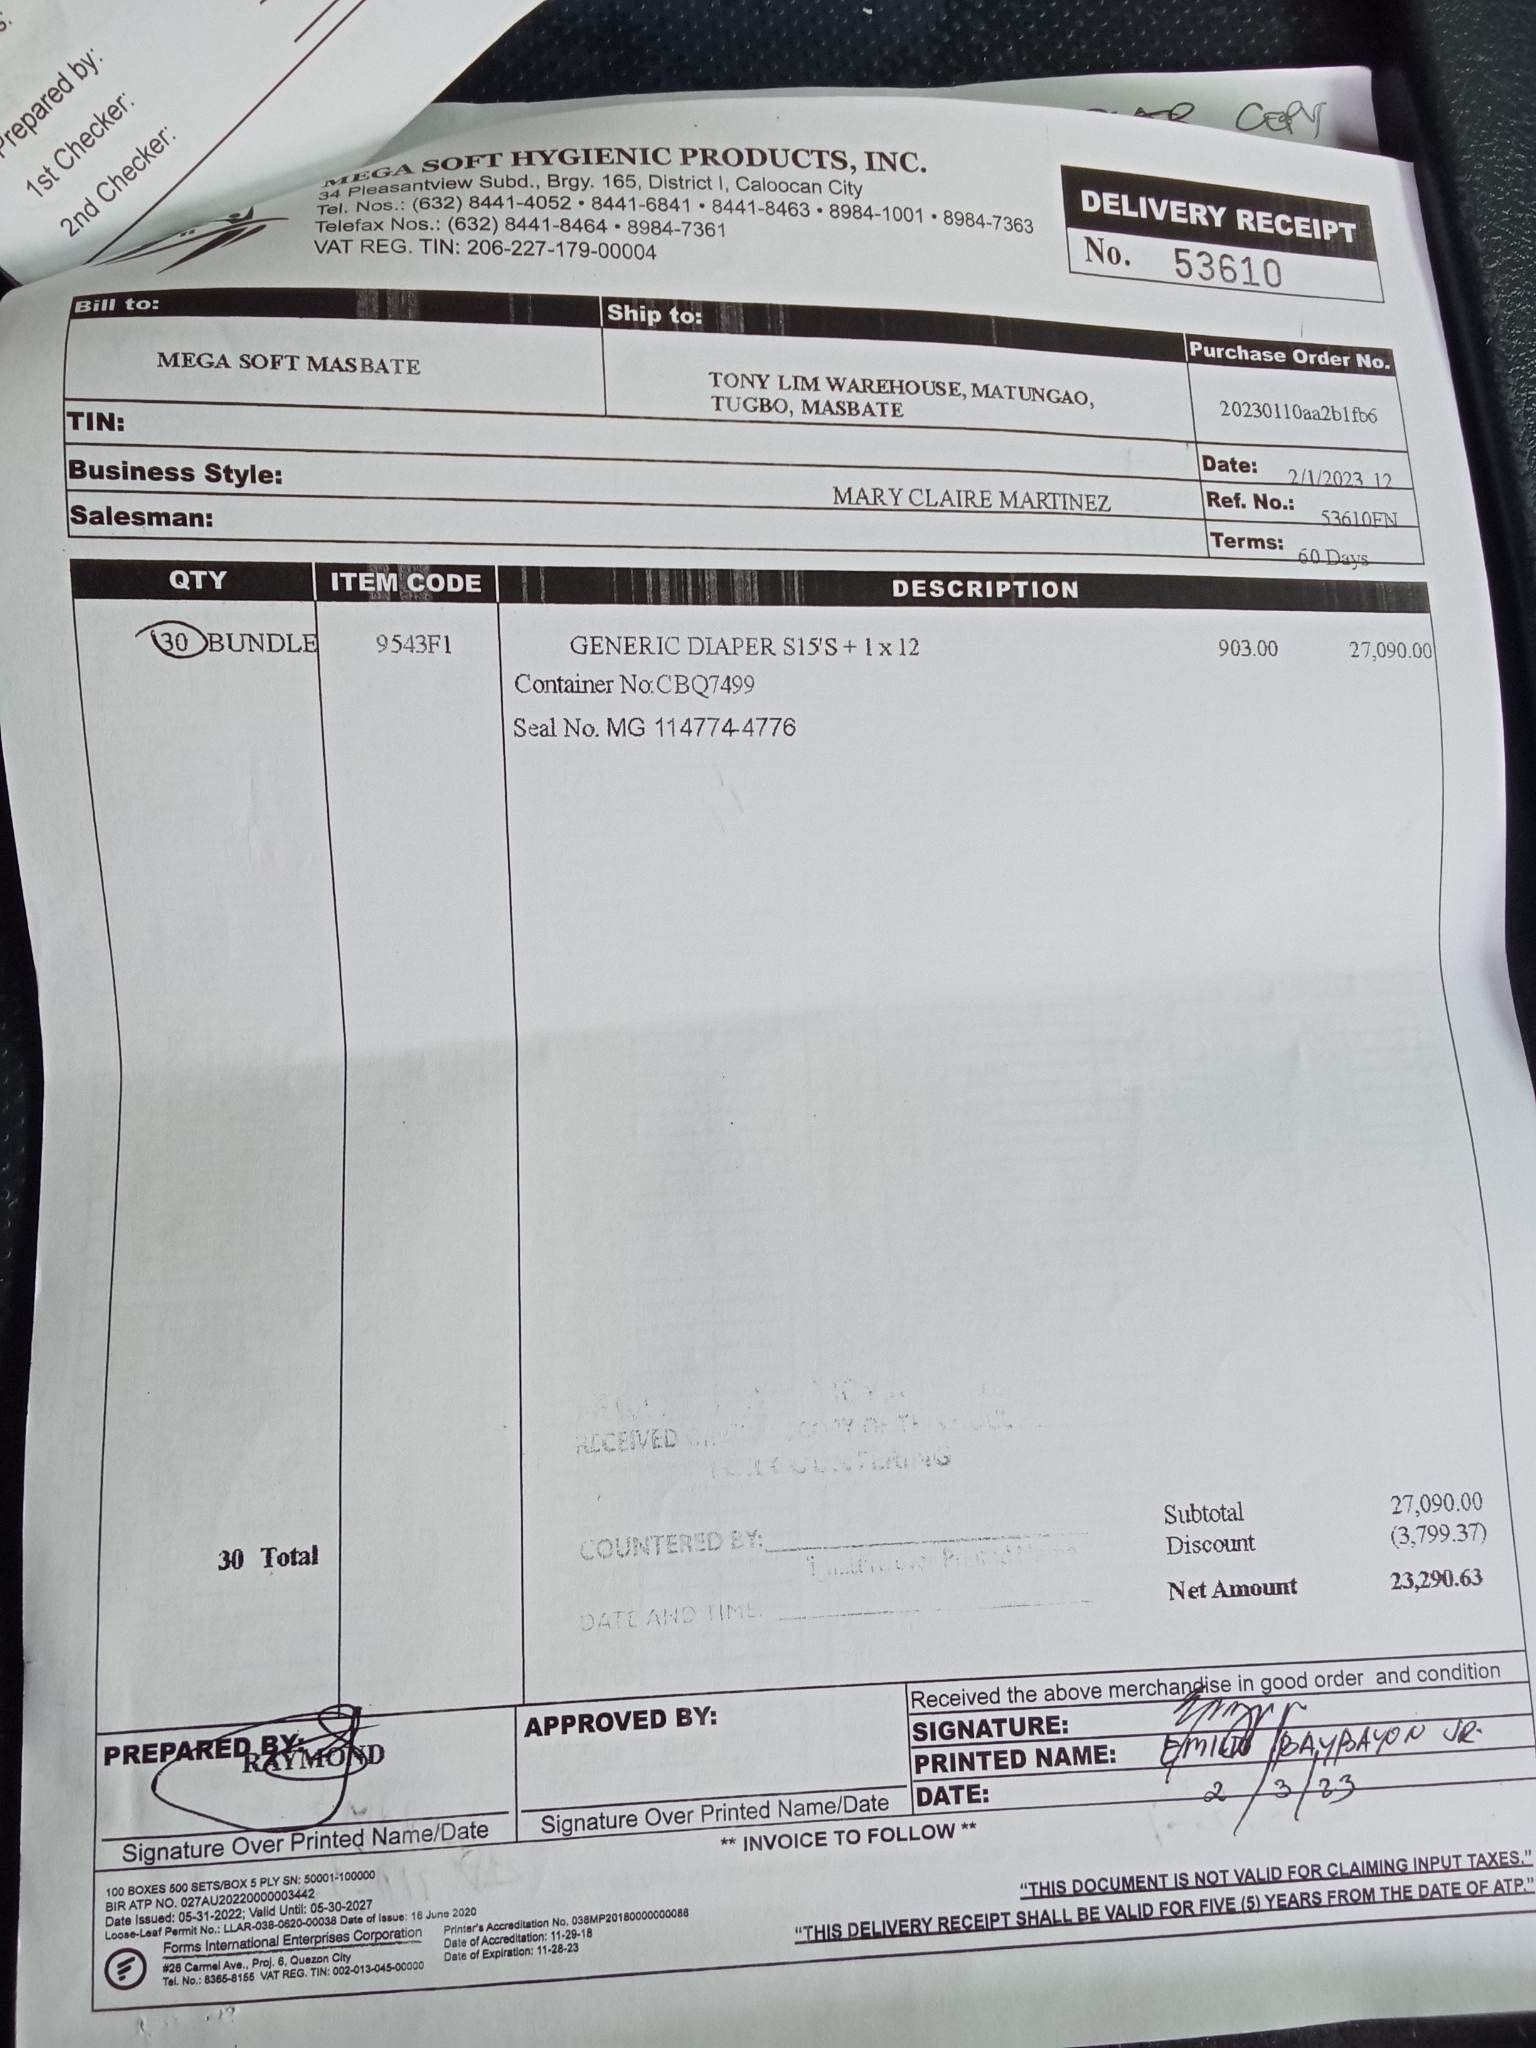 Prepared by:
1st Checker:
2nd Checker:
COPY
MEGA SOFT HYGIENIC PRODUCTS, INC.
34 Pleasantview Subd., Brgy. 165, District I, Caloocan City
Tel. Nos.: (632) 8441-4052 • 8441-6841 • 8441-8463 • 8984-1001 • 8984-7363
Telefax Nos.: (632) 8441-8464 • 8984-7361
VAT REG. TIN: 206-227-179-00004
DELIVERY RECEIPT
No. 53610
Bill to:
MEGA SOFT MASBATE
Ship to:
TONY LIM WAREHOUSE, MATUNGAO,
TUGBO, MASBATE
Purchase Order No.
20230110aa2b1fb6
TIN:
Business Style:
MARY CLAIRE MARTINEZ
Salesman:
Date: 2/1/2023 12
Ref. No.: 53610FN
Terms: 60 Days
QTY ITEM CODE DESCRIPTION
30 BUNDLE 9543F1 GENERIC DIAPER S15'S + 1 x 12 903.00 27,090.00
Container No:CBQ7499
Seal No. MG 114774-4776
RECEIVED COPY OF
COUNTERING
COUNTERED BY:
Printed Name
DATE AND TIME:
30 Total
Subtotal 27,090.00
Discount (3,799.37)
Net Amount 23,290.63
PREPARED BY:
RAYMOND
Signature Over Printed Name/Date
APPROVED BY:
Signature Over Printed Name/Date
Received the above merchandise in good order and condition
SIGNATURE:
PRINTED NAME: EMILIO BAYBAYON JR.
DATE: 2/3/23
** INVOICE TO FOLLOW **
100 BOXES 500 SETS/BOX 5 PLY SN: 50001-100000
BIR ATP NO. 027AU20220000003442
Date Issued: 05-31-2022; Valid Until: 05-30-2027
Loose-Leaf Permit No.: LLAR-038-0620-00038 Date of Issue: 16 June 2020
Forms International Enterprises Corporation
#26 Carmel Ave., Proj. 6, Quezon City
Tel. No.: 8365-8155 VAT REG. TIN: 002-013-045-00000
Printer's Accreditation No. 038MP20180000000088
Date of Accreditation: 11-29-18
Date of Expiration: 11-28-23
"THIS DOCUMENT IS NOT VALID FOR CLAIMING INPUT TAXES."
"THIS DELIVERY RECEIPT SHALL BE VALID FOR FIVE (5) YEARS FROM THE DATE OF ATP."